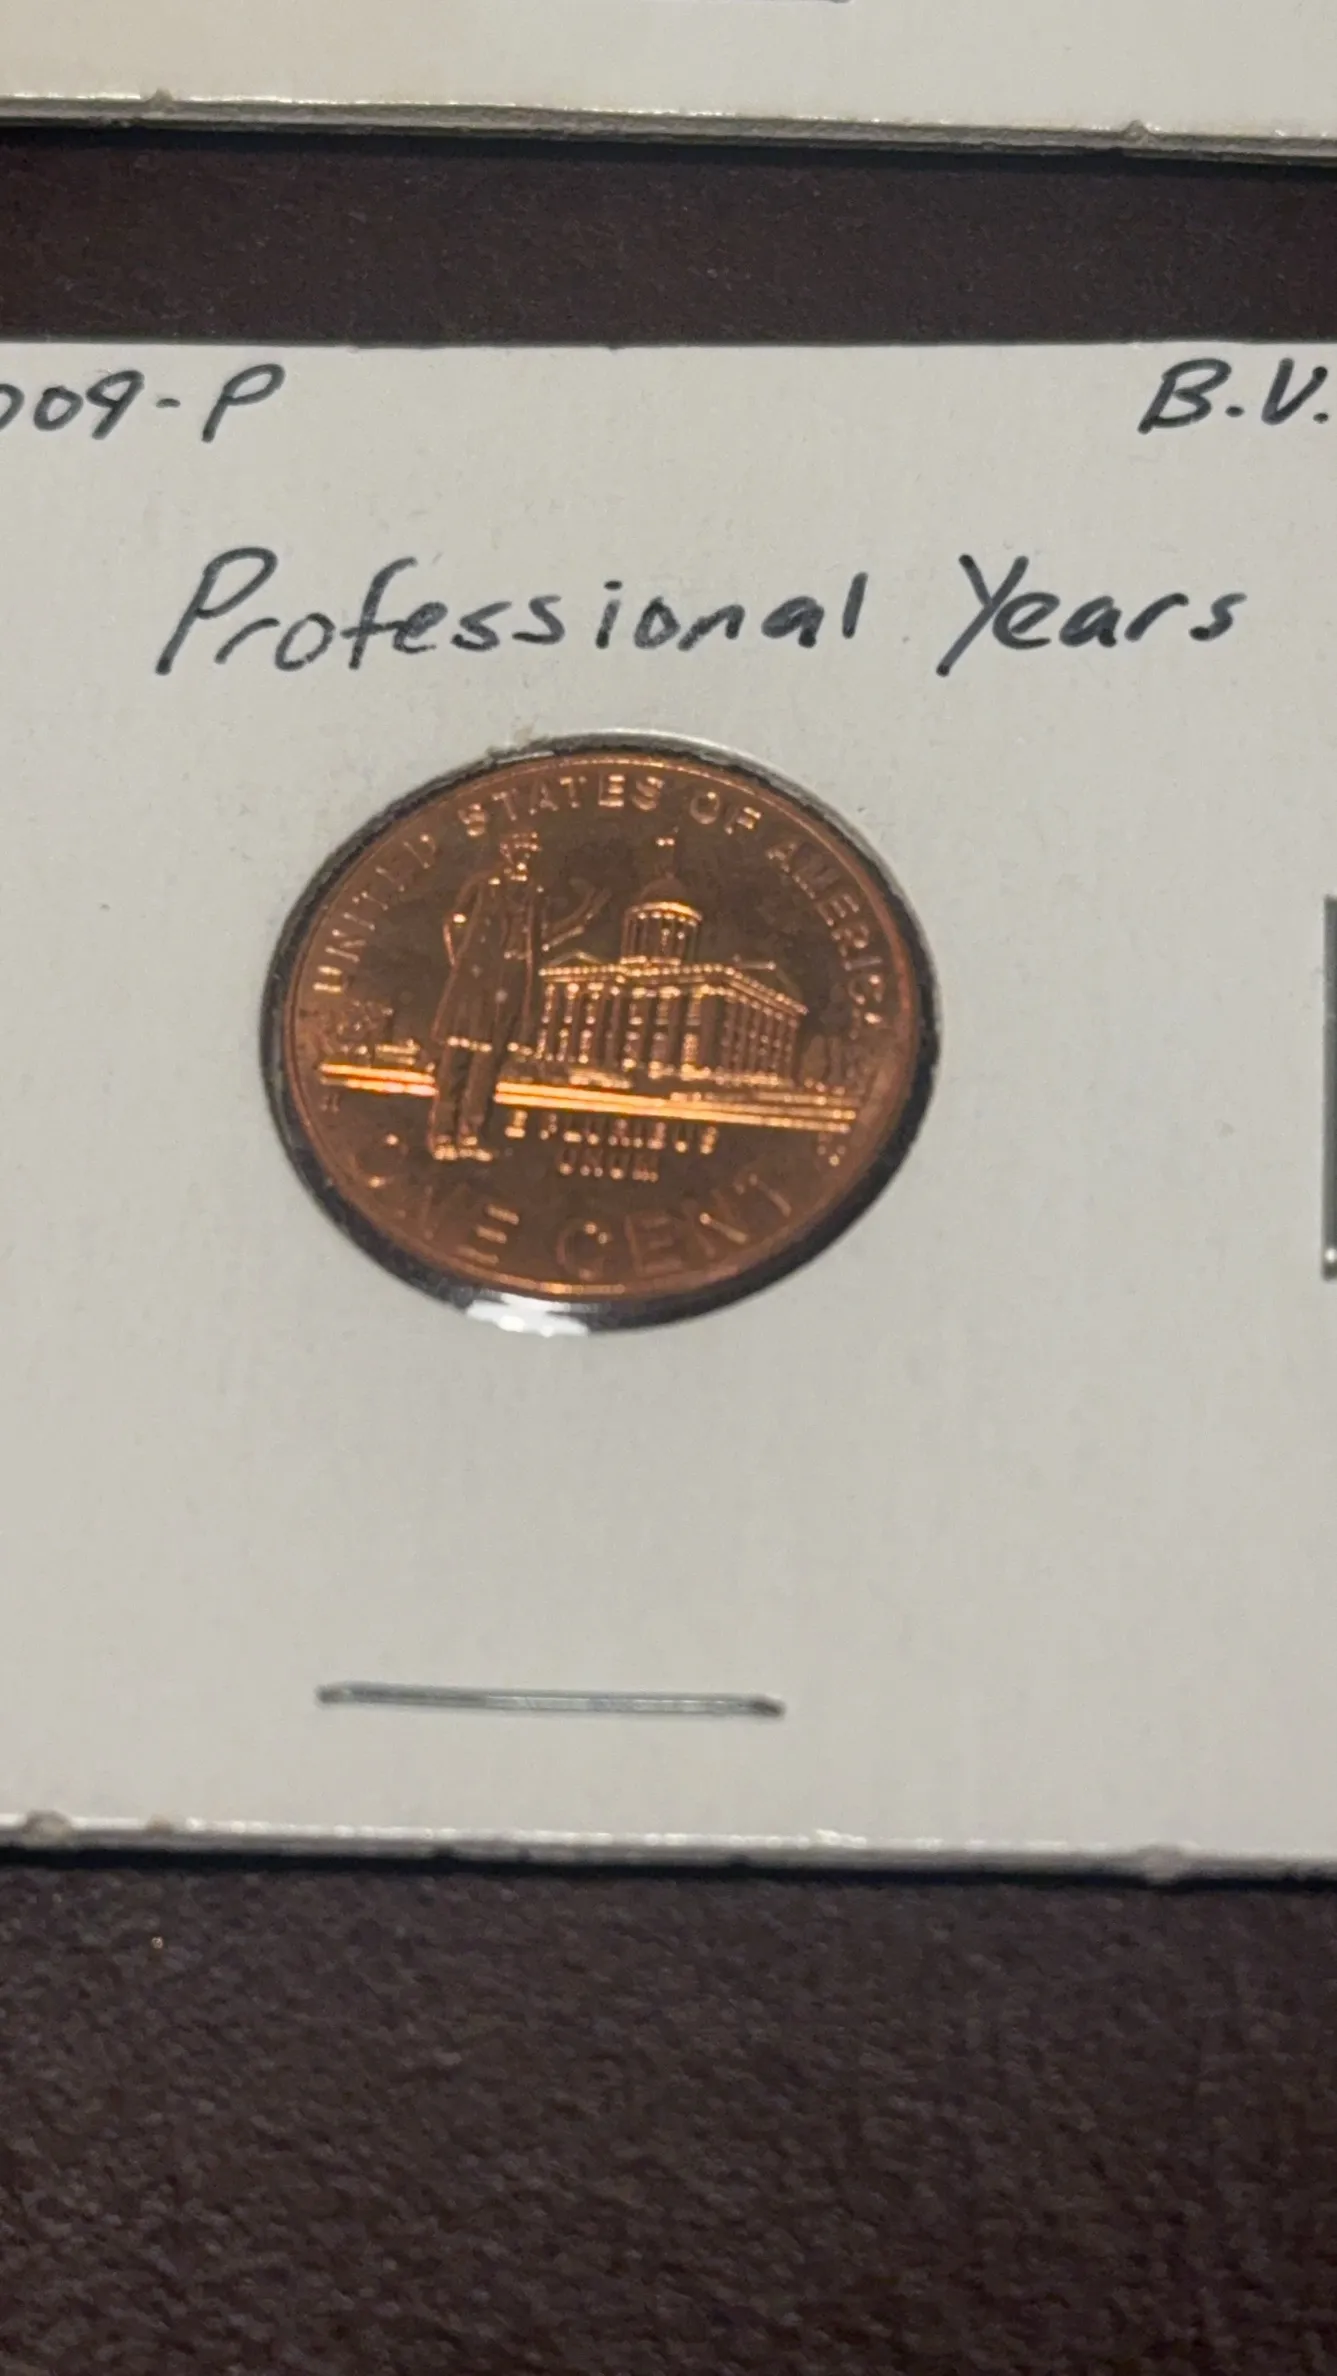 009-P
B.V.
Professional Years
UNITED STATES OF AMERICA
E PLURIBUS
UNUM
ONE CENT